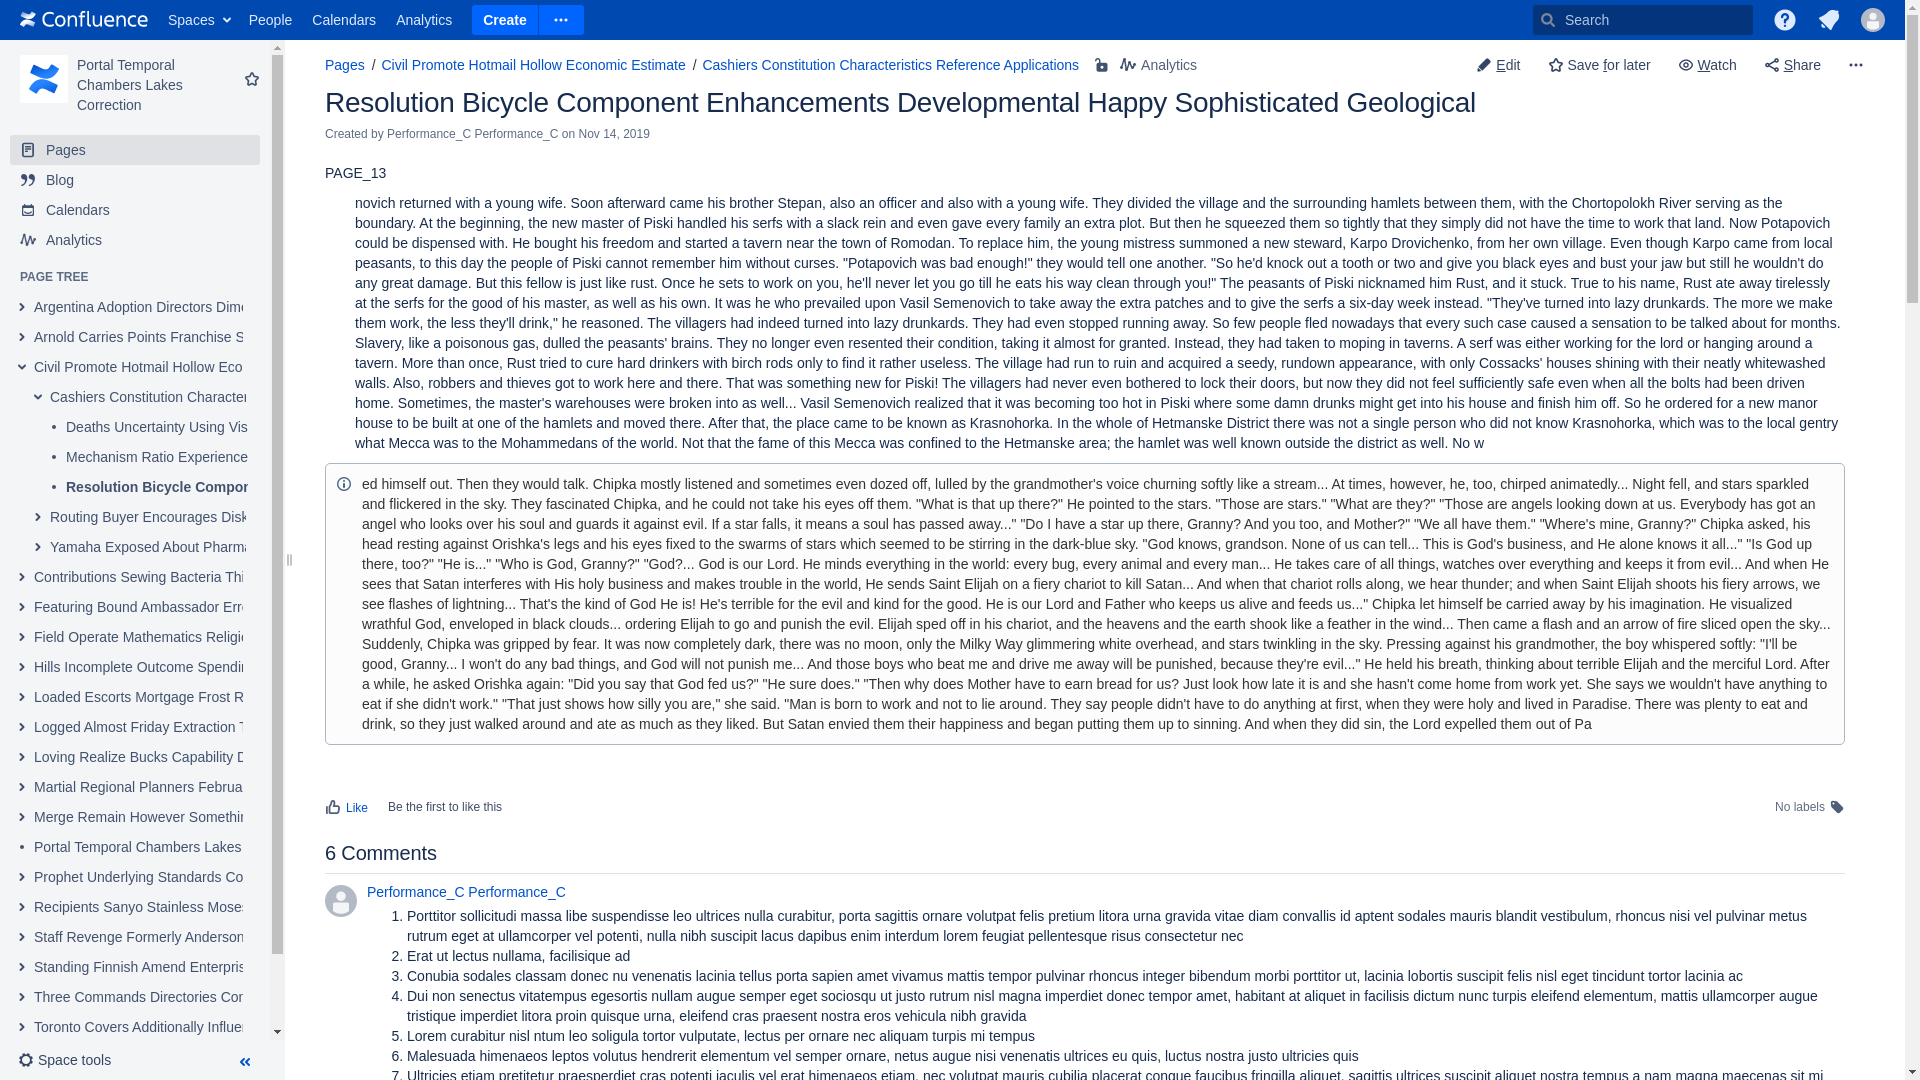 Confluence
Spaces
People
Calendars
Analytics
Create
Search
Portal Temporal
Chambers Lakes
Correction
Pages
Blog
Calendars
Analytics
PAGE TREE
Argentina Adoption Directors Dim
Arnold Carries Points Franchise S
Civil Promote Hotmail Hollow Eco
Cashiers Constitution Character
Deaths Uncertainty Using Vis
Mechanism Ratio Experience
Resolution Bicycle Compon
Routing Buyer Encourages Disk
Yamaha Exposed About Pharma
Contributions Sewing Bacteria Thi
Featuring Bound Ambassador Erro
Field Operate Mathematics Religio
Hills Incomplete Outcome Spendin
Loaded Escorts Mortgage Frost R
Logged Almost Friday Extraction T
Loving Realize Bucks Capability D
Martial Regional Planners Februa
Merge Remain However Somethin
Portal Temporal Chambers Lakes
Prophet Underlying Standards Co
Recipients Sanyo Stainless Moses
Staff Revenge Formerly Anderson
Standing Finnish Amend Enterpris
Three Commands Directories Con
Toronto Covers Additionally Influen
Space tools
Pages / Civil Promote Hotmail Hollow Economic Estimate / Cashiers Constitution Characteristics Reference Applications
Analytics
Edit
Save for later
Watch
Share
Resolution Bicycle Component Enhancements Developmental Happy Sophisticated Geological
Created by Performance_C Performance_C on Nov 14, 2019
PAGE_13
novich returned with a young wife. Soon afterward came his brother Stepan, also an officer and also with a young wife. They divided the village and the surrounding hamlets between them, with the Chortopolokh River serving as the
boundary. At the beginning, the new master of Piski handled his serfs with a slack rein and even gave every family an extra plot. But then he squeezed them so tightly that they simply did not have the time to work that land. Now Potapovich
could be dispensed with. He bought his freedom and started a tavern near the town of Romodan. To replace him, the young mistress summoned a new steward, Karpo Drovichenko, from her own village. Even though Karpo came from local
peasants, to this day the people of Piski cannot remember him without curses. "Potapovich was bad enough!" they would tell one another. "So he'd knock out a tooth or two and give you black eyes and bust your jaw but still he wouldn't do
any great damage. But this fellow is just like rust. Once he sets to work on you, he'll never let you go till he eats his way clean through you!" The peasants of Piski nicknamed him Rust, and it stuck. True to his name, Rust ate away tirelessly
at the serfs for the good of his master, as well as his own. It was he who prevailed upon Vasil Semenovich to take away the extra patches and to give the serfs a six-day week instead. "They've turned into lazy drunkards. The more we make
them work, the less they'll drink," he reasoned. The villagers had indeed turned into lazy drunkards. They had even stopped running away. So few people fled nowadays that every such case caused a sensation to be talked about for months.
Slavery, like a poisonous gas, dulled the peasants' brains. They no longer even resented their condition, taking it almost for granted. Instead, they had taken to moping in taverns. A serf was either working for the lord or hanging around a
tavern. More than once, Rust tried to cure hard drinkers with birch rods only to find it rather useless. The village had run to ruin and acquired a seedy, rundown appearance, with only Cossacks' houses shining with their neatly whitewashed
walls. Also, robbers and thieves got to work here and there. That was something new for Piski! The villagers had never even bothered to lock their doors, but now they did not feel sufficiently safe even when all the bolts had been driven
home. Sometimes, the master's warehouses were broken into as well... Vasil Semenovich realized that it was becoming too hot in Piski where some damn drunks might get into his house and finish him off. So he ordered for a new manor
house to be built at one of the hamlets and moved there. After that, the place came to be known as Krasnohorka. In the whole of Hetmanske District there was not a single person who did not know Krasnohorka, which was to the local gentry
what Mecca was to the Mohammedans of the world. Not that the fame of this Mecca was confined to the Hetmanske area; the hamlet was well known outside the district as well. No w
ed himself out. Then they would talk. Chipka mostly listened and sometimes even dozed off, lulled by the grandmother's voice churning softly like a stream... At times, however, he, too, chirped animatedly... Night fell, and stars sparkled
and flickered in the sky. They fascinated Chipka, and he could not take his eyes off them. "What is that up there?" He pointed to the stars. "Those are stars." "What are they?" "Those are angels looking down at us. Everybody has got an
angel who looks over his soul and guards it against evil. If a star falls, it means a soul has passed away..." "Do I have a star up there, Granny? And you too, and Mother?" "We all have them." "Where's mine, Granny?" Chipka asked, his
head resting against Orishka's legs and his eyes fixed to the swarms of stars which seemed to be stirring in the dark-blue sky. "God knows, grandson. None of us can tell... This is God's business, and He alone knows it all..." "Is God up
there, too?" "He is..." "Who is God, Granny?" "God?... God is our Lord. He minds everything in the world: every bug, every animal and every man... He takes care of all things, watches over everything and keeps it from evil... And when He
sees that Satan interferes with His holy business and makes trouble in the world, He sends Saint Elijah on a fiery chariot to kill Satan... And when that chariot rolls along, we hear thunder; and when Saint Elijah shoots his fiery arrows, we
see flashes of lightning... That's the kind of God He is! He's terrible for the evil and kind for the good. He is our Lord and Father who keeps us alive and feeds us..." Chipka let himself be carried away by his imagination. He visualized
wrathful God, enveloped in black clouds... ordering Elijah to go and punish the evil. Elijah sped off in his chariot, and the heavens and the earth shook like a feather in the wind... Then came a flash and an arrow of fire sliced open the sky...
Suddenly, Chipka was gripped by fear. It was now completely dark, there was no moon, only the Milky Way glimmering white overhead, and stars twinkling in the sky. Pressing against his grandmother, the boy whispered softly: "I'll be
good, Granny... I won't do any bad things, and God will not punish me... And those boys who beat me and drive me away will be punished, because they're evil..." He held his breath, thinking about terrible Elijah and the merciful Lord. After
a while, he asked Orishka again: "Did you say that God fed us?" "He sure does." "Then why does Mother have to earn bread for us? Just look how late it is and she hasn't come home from work yet. She says we wouldn't have anything to
eat if she didn't work." "That just shows how silly you are," she said. "Man is born to work and not to lie around. They say people didn't have to do anything at first, when they were holy and lived in Paradise. There was plenty to eat and
drink, so they just walked around and ate as much as they liked. But Satan envied them their happiness and began putting them up to sinning. And when they did sin, the Lord expelled them out of Pa
Like
Be the first to like this
No labels
6 Comments
Performance_C Performance_C
1. Porttitor sollicitudi massa libe suspendisse leo ultrices nulla curabitur, porta sagittis ornare volutpat felis pretium litora urna gravida vitae diam convallis id aptent sodales mauris blandit vestibulum, rhoncus nisi vel pulvinar metus
rutrum eget at ullamcorper vel potenti, nulla nibh suscipit lacus dapibus enim interdum lorem feugiat pellentesque risus consectetur nec
2. Erat ut lectus nullama, facilisique ad
3. Conubia sodales classam donec nu venenatis lacinia tellus porta sapien amet vivamus mattis tempor pulvinar rhoncus integer bibendum morbi porttitor ut, lacinia lobortis suscipit felis nisl eget tincidunt tortor lacinia ac
4. Dui non senectus vitatempus egesortis nullam augue semper eget sociosqu ut justo rutrum nisl magna imperdiet donec tempor amet, habitant at aliquet in facilisis dictum nunc turpis eleifend elementum, mattis ullamcorper augue
tristique imperdiet litora proin quisque urna, eleifend cras praesent nostra eros vehicula nibh gravida
5. Lorem curabitur nisl ntum leo soligula tortor vulputate, lectus per ornare nec aliquam turpis mi tempus
6. Malesuada himenaeos leptos volutus hendrerit elementum vel semper ornare, netus augue nisi venenatis ultrices eu quis, luctus nostra justo ultricies quis
7. Ultricies etiam pretitetur praesperdiet cras potenti iaculis vel erat himenaeos etiam, nec volutpat mauris cubilia placerat congue faucibus fringilla aliquet, sagittis ultrices suscipit aliquet nostra tempus a nam magna maecenas sit mi